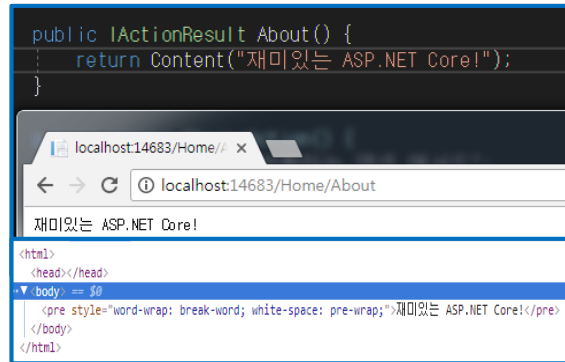 public IActionResult About() {
return Content("재미있는 ASP.NET Core!");
}
localhost:14683/Home/A
localhost:14683/Home/About
재미있는 ASP.NET Core!
<html>
<head></head>
▼<body> == $0
<pre style="word-wrap: break-word; white-space: pre-wrap;">재미있는 ASP.NET Core!</pre>
</body>
</html>